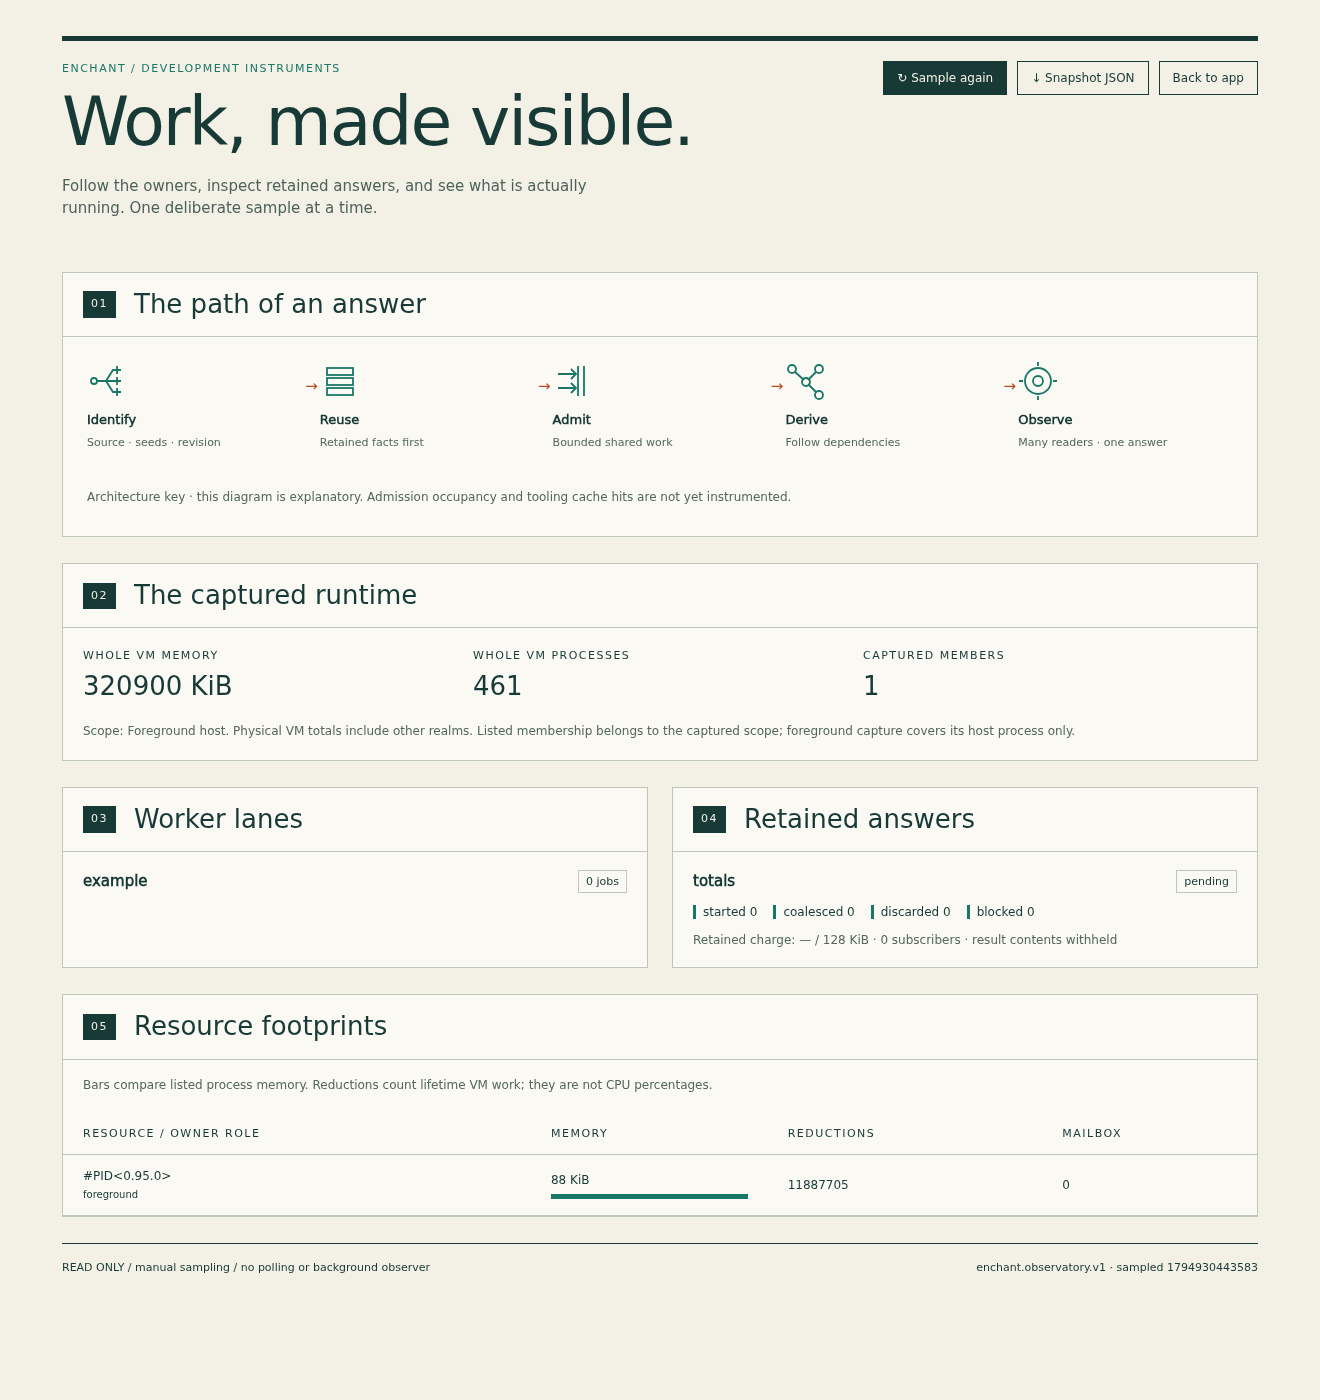 ENCHANT / DEVELOPMENT INSTRUMENTS
↻ Sample again
↓ Snapshot JSON
Back to app
Work, made visible.
Follow the owners, inspect retained answers, and see what is actually
running. One deliberate sample at a time.
01 The path of an answer
→ → → →
Identify Reuse Admit Derive Observe
Source · seeds · revision Retained facts first Bounded shared work Follow dependencies Many readers · one answer
Architecture key · this diagram is explanatory. Admission occupancy and tooling cache hits are not yet instrumented.
02 The captured runtime
WHOLE VM MEMORY WHOLE VM PROCESSES CAPTURED MEMBERS
320900 KiB 461 1
Scope: Foreground host. Physical VM totals include other realms. Listed membership belongs to the captured scope; foreground capture covers its host process only.
03 Worker lanes
example 0 jobs
04 Retained answers
totals pending
started 0 coalesced 0 discarded 0 blocked 0
Retained charge: — / 128 KiB · 0 subscribers · result contents withheld
05 Resource footprints
Bars compare listed process memory. Reductions count lifetime VM work; they are not CPU percentages.
RESOURCE / OWNER ROLE MEMORY REDUCTIONS MAILBOX
#PID<0.95.0> 88 KiB 11887705 0
foreground
READ ONLY / manual sampling / no polling or background observer
enchant.observatory.v1 · sampled 1794930443583